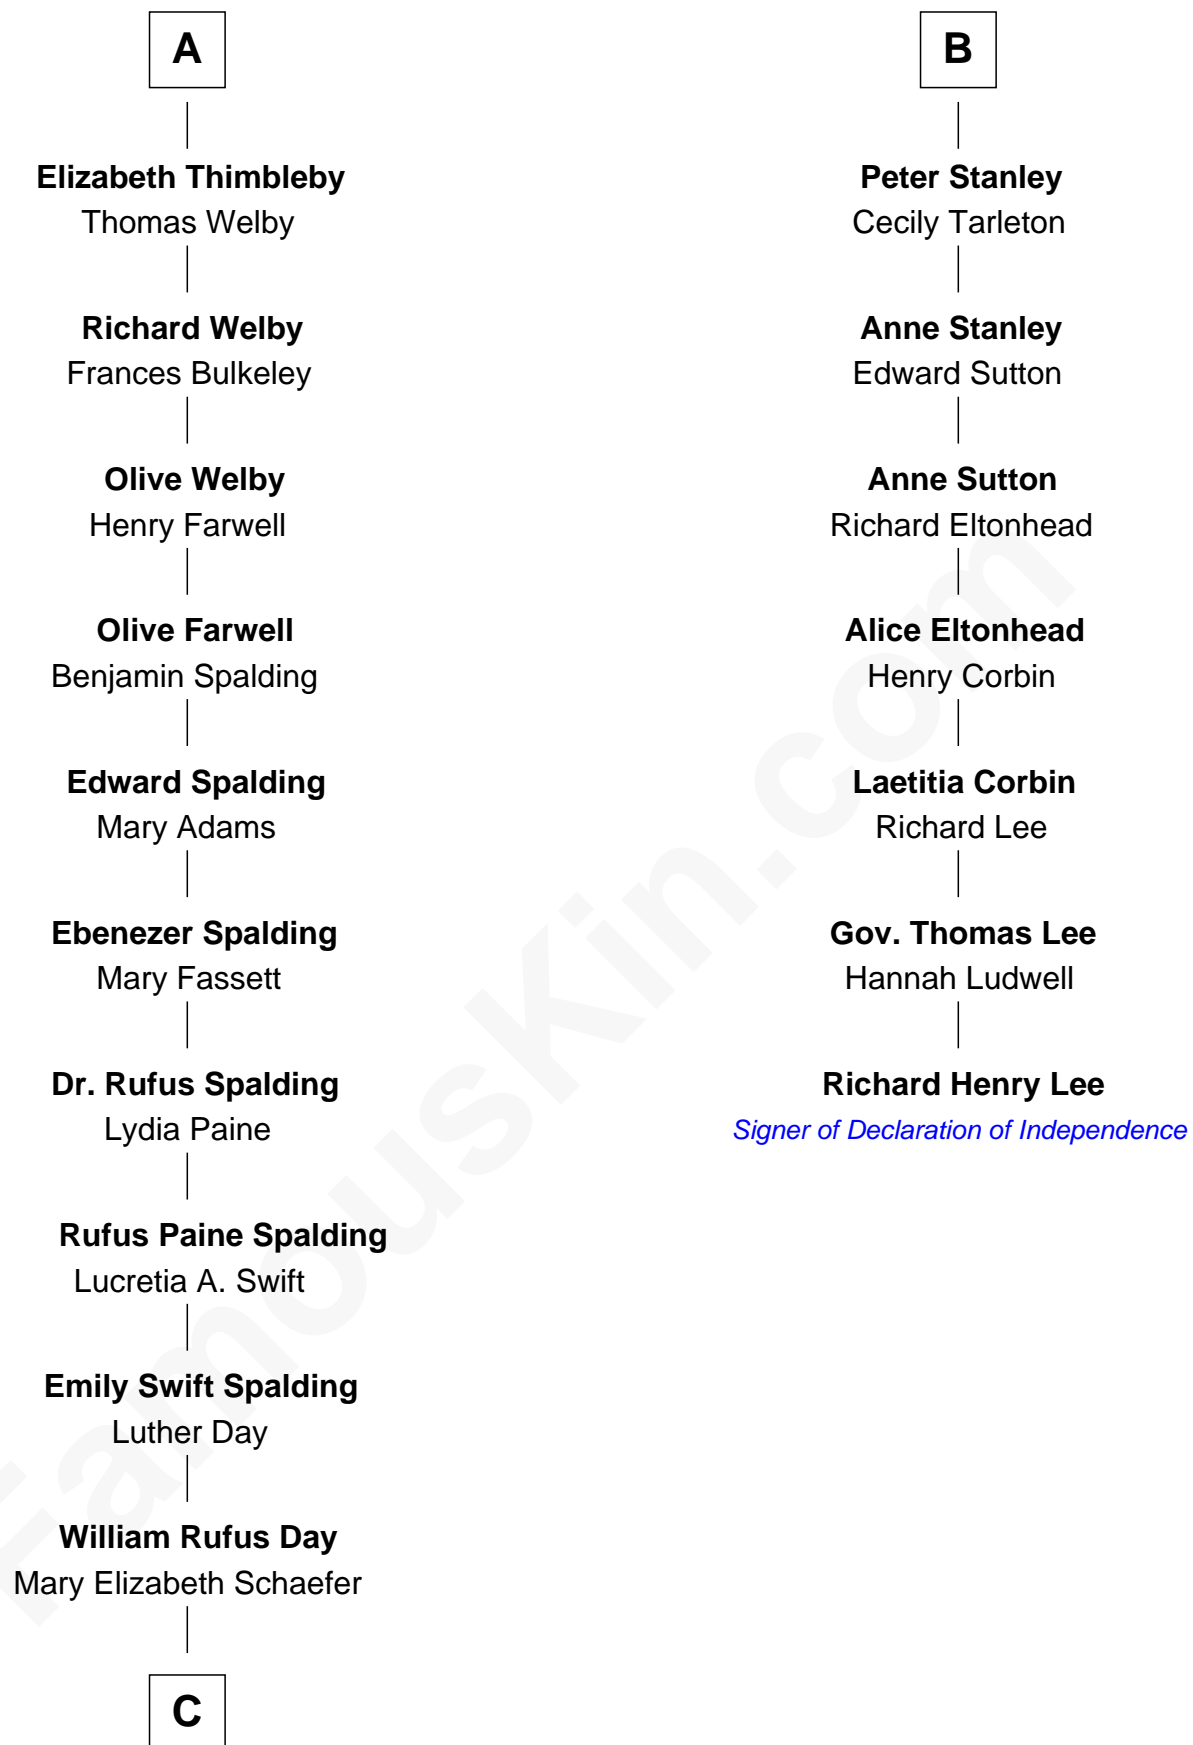 A
Elizabeth Thimbleby
Thomas Welby
Richard Welby
Frances Bulkeley
Olive Welby
Henry Farwell
Olive Farwell
Benjamin Spalding
Edward Spalding
Mary Adams
Ebenezer Spalding
Mary Fassett
Dr. Rufus Spalding
Lydia Paine
Rufus Paine Spalding
Lucretia A. Swift
Emily Swift Spalding
Luther Day
William Rufus Day
Mary Elizabeth Schaefer
C
B
Peter Stanley
Cecily Tarleton
Anne Stanley
Edward Sutton
Anne Sutton
Richard Eltonhead
Alice Eltonhead
Henry Corbin
Laetitia Corbin
Richard Lee
Gov. Thomas Lee
Hannah Ludwell
Richard Henry Lee
Signer of Declaration of Independence
FamousKin.com